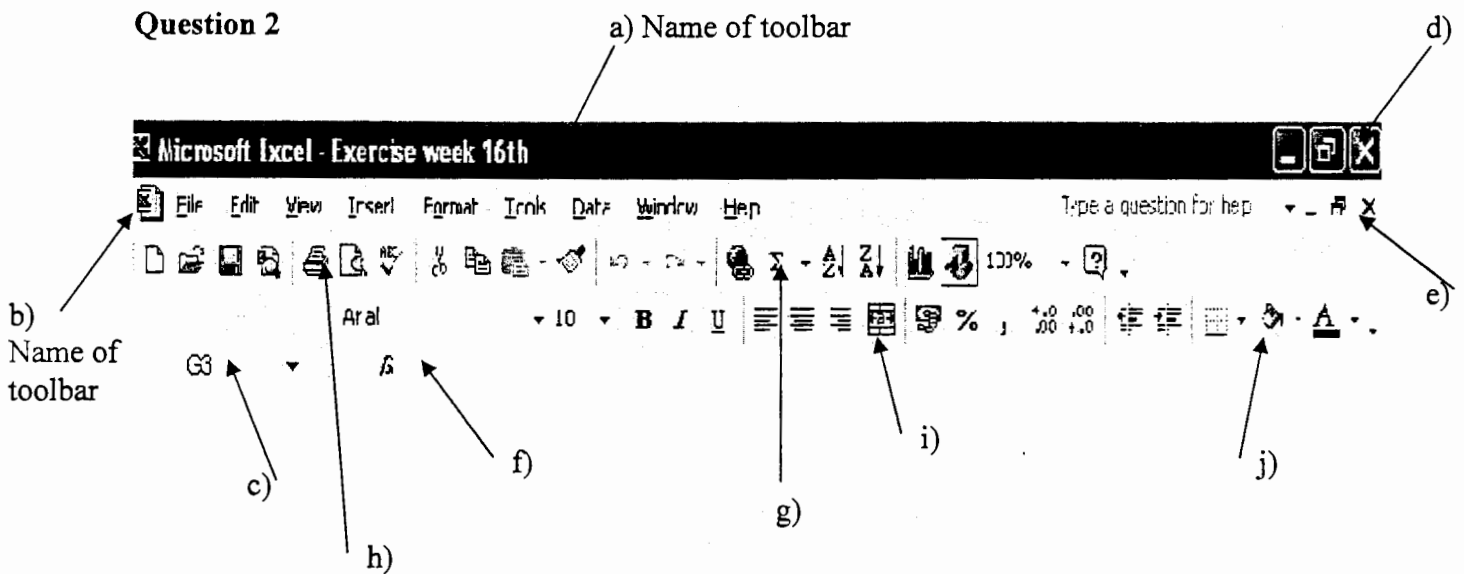 Question 2
a) Name of toolbar
d)
Microsoft Excel - Exercise week 16th
File Edit View Insert Format Tools Data Window Help
Type a question for help
100%
b)
Name of
toolbar
e)
Arial 10 B I U % ,
G3 fx
c)
f)
i)
j)
g)
h)